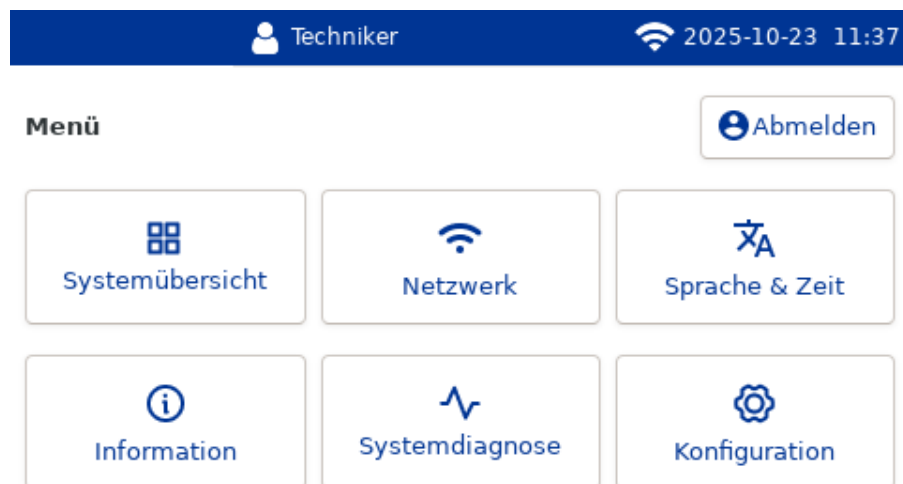 Techniker 2025-10-23 11:37
Menü Abmelden
Systemübersicht Netzwerk Sprache & Zeit
Information Systemdiagnose Konfiguration